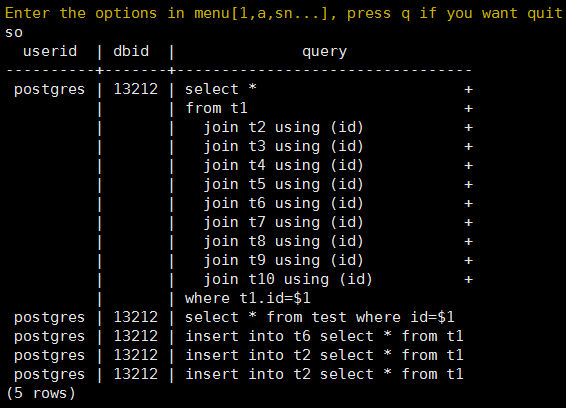 Enter the options in menu[1,a,sn...], press q if you want quit
so
  userid  | dbid  |              query
----------+-------+---------------------------------
 postgres | 13212 | select *                       +
          |       | from t1                        +
          |       |   join t2 using (id)           +
          |       |   join t3 using (id)           +
          |       |   join t4 using (id)           +
          |       |   join t5 using (id)           +
          |       |   join t6 using (id)           +
          |       |   join t7 using (id)           +
          |       |   join t8 using (id)           +
          |       |   join t9 using (id)           +
          |       |   join t10 using (id)          +
          |       | where t1.id=$1
 postgres | 13212 | select * from test where id=$1
 postgres | 13212 | insert into t6 select * from t1
 postgres | 13212 | insert into t2 select * from t1
 postgres | 13212 | insert into t2 select * from t1
(5 rows)